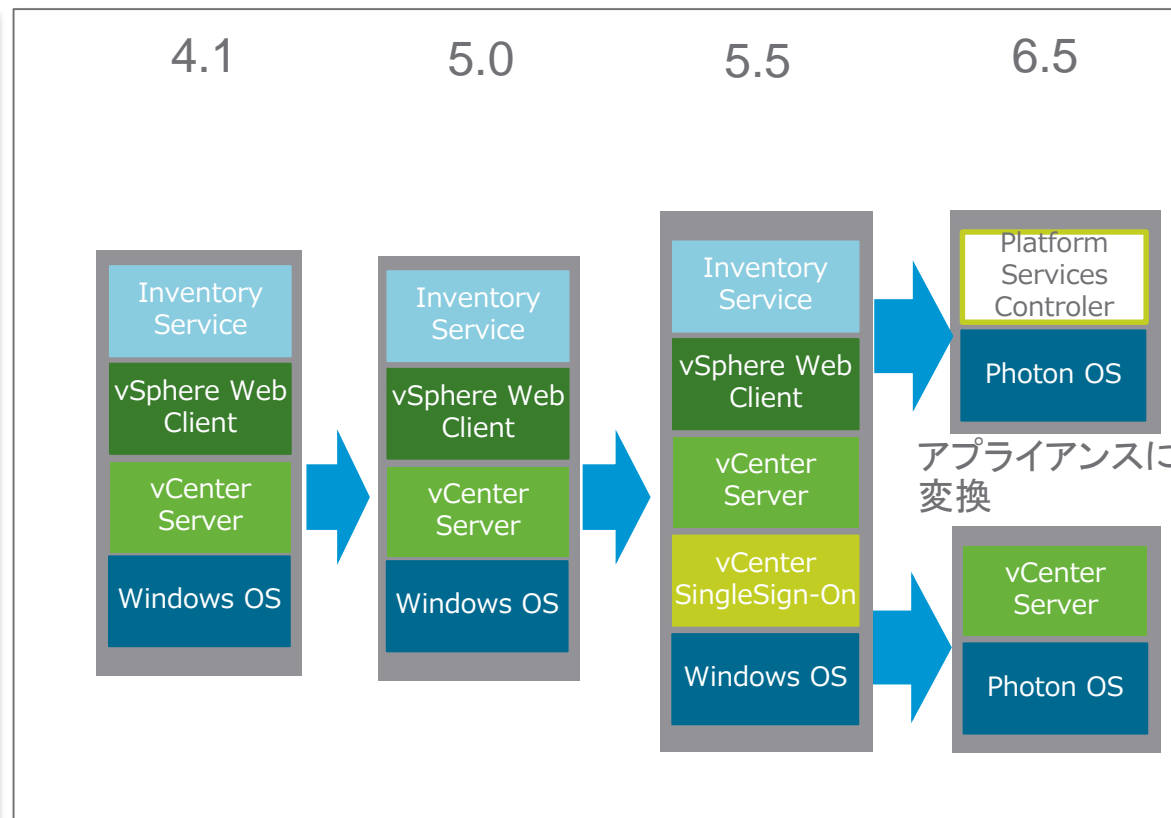 4.1
5.0
5.5
6.5
Inventory
Service
vSphere Web
Client
vCenter
Server
Windows OS
Inventory
Service
vSphere Web
Client
vCenter
Server
Windows OS
Inventory
Service
vSphere Web
Client
vCenter
Server
vCenter
SingleSign-On
Windows OS
Platform
Services
Controler
Photon OS
アプライアンスに
変換
vCenter
Server
Photon OS